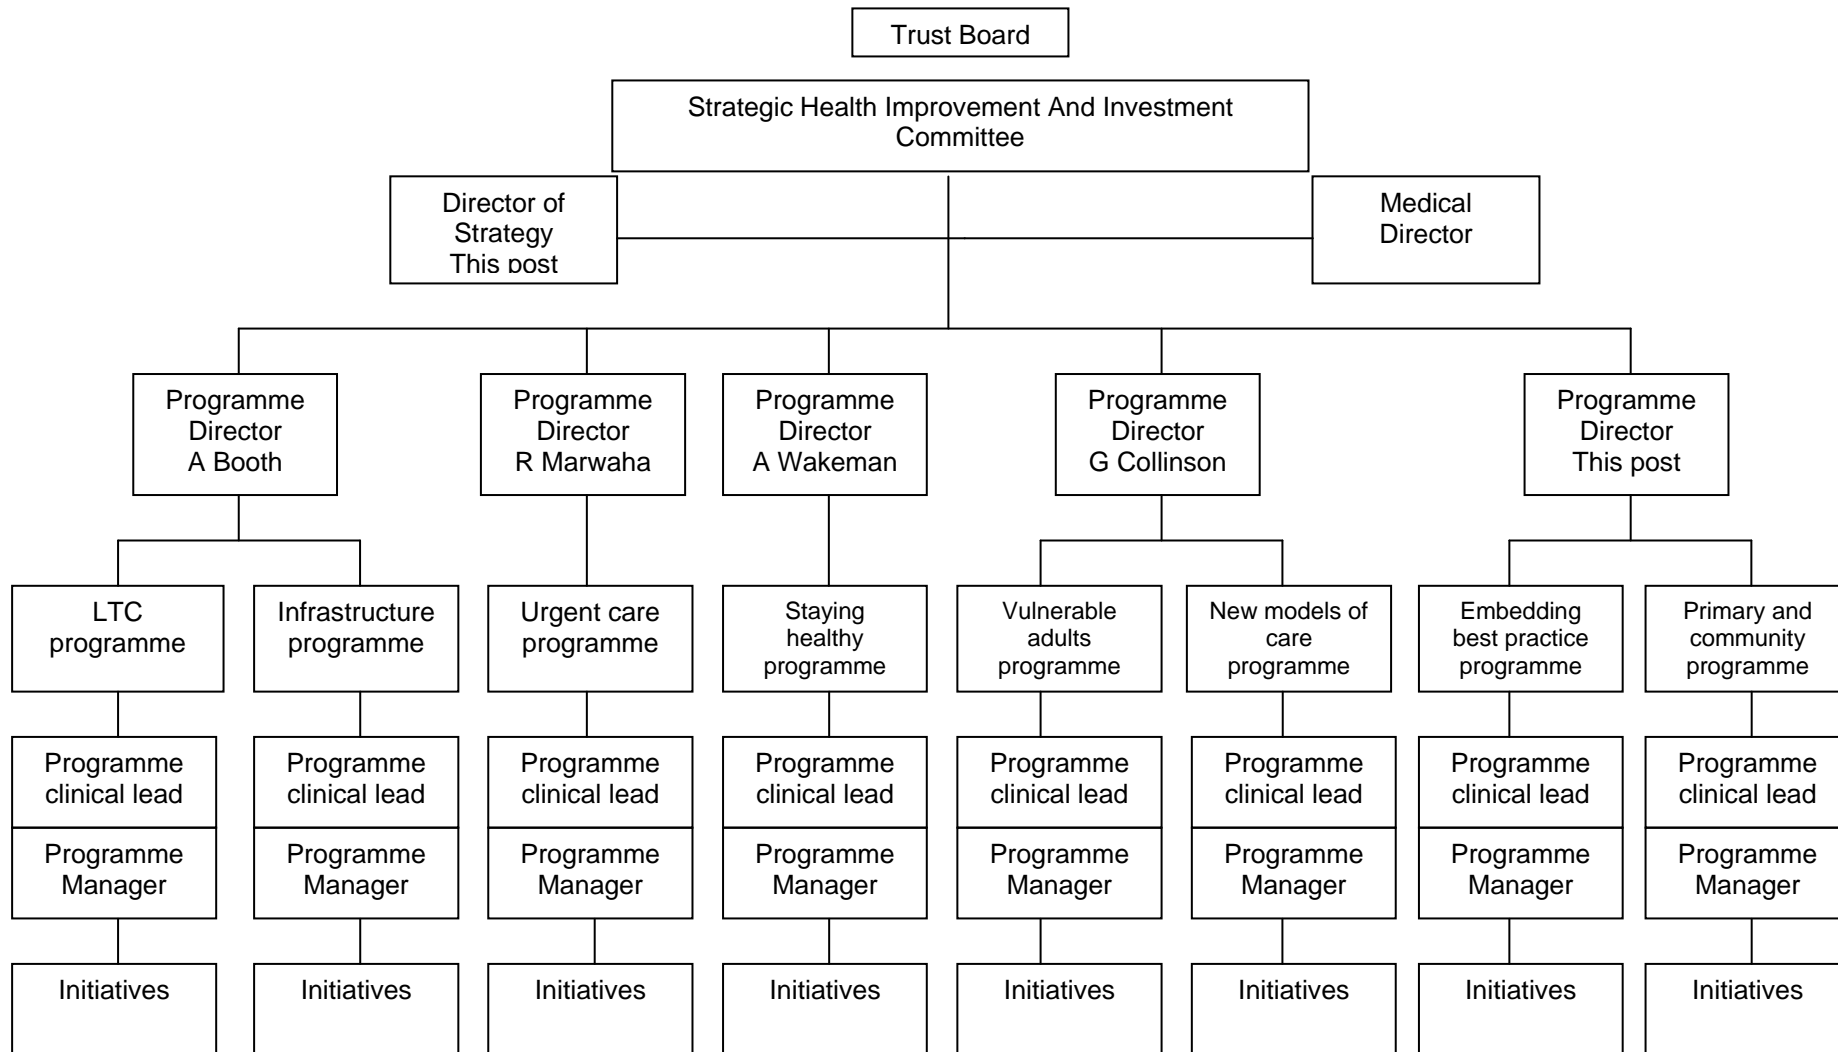 Trust Board
Strategic Health Improvement And Investment
Committee
Director of
Strategy
This post
Medical
Director
Programme
Director
A Booth
Programme
Director
R Marwaha
Programme
Director
A Wakeman
Programme
Director
G Collinson
Programme
Director
This post
LTC
programme
Infrastructure
programme
Urgent care
programme
Staying
healthy
programme
Vulnerable
adults
programme
New models of
care
programme
Embedding
best practice
programme
Primary and
community
programme
Programme
clinical lead
Programme
clinical lead
Programme
clinical lead
Programme
clinical lead
Programme
clinical lead
Programme
clinical lead
Programme
clinical lead
Programme
clinical lead
Programme
Manager
Programme
Manager
Programme
Manager
Programme
Manager
Programme
Manager
Programme
Manager
Programme
Manager
Programme
Manager
Initiatives
Initiatives
Initiatives
Initiatives
Initiatives
Initiatives
Initiatives
Initiatives